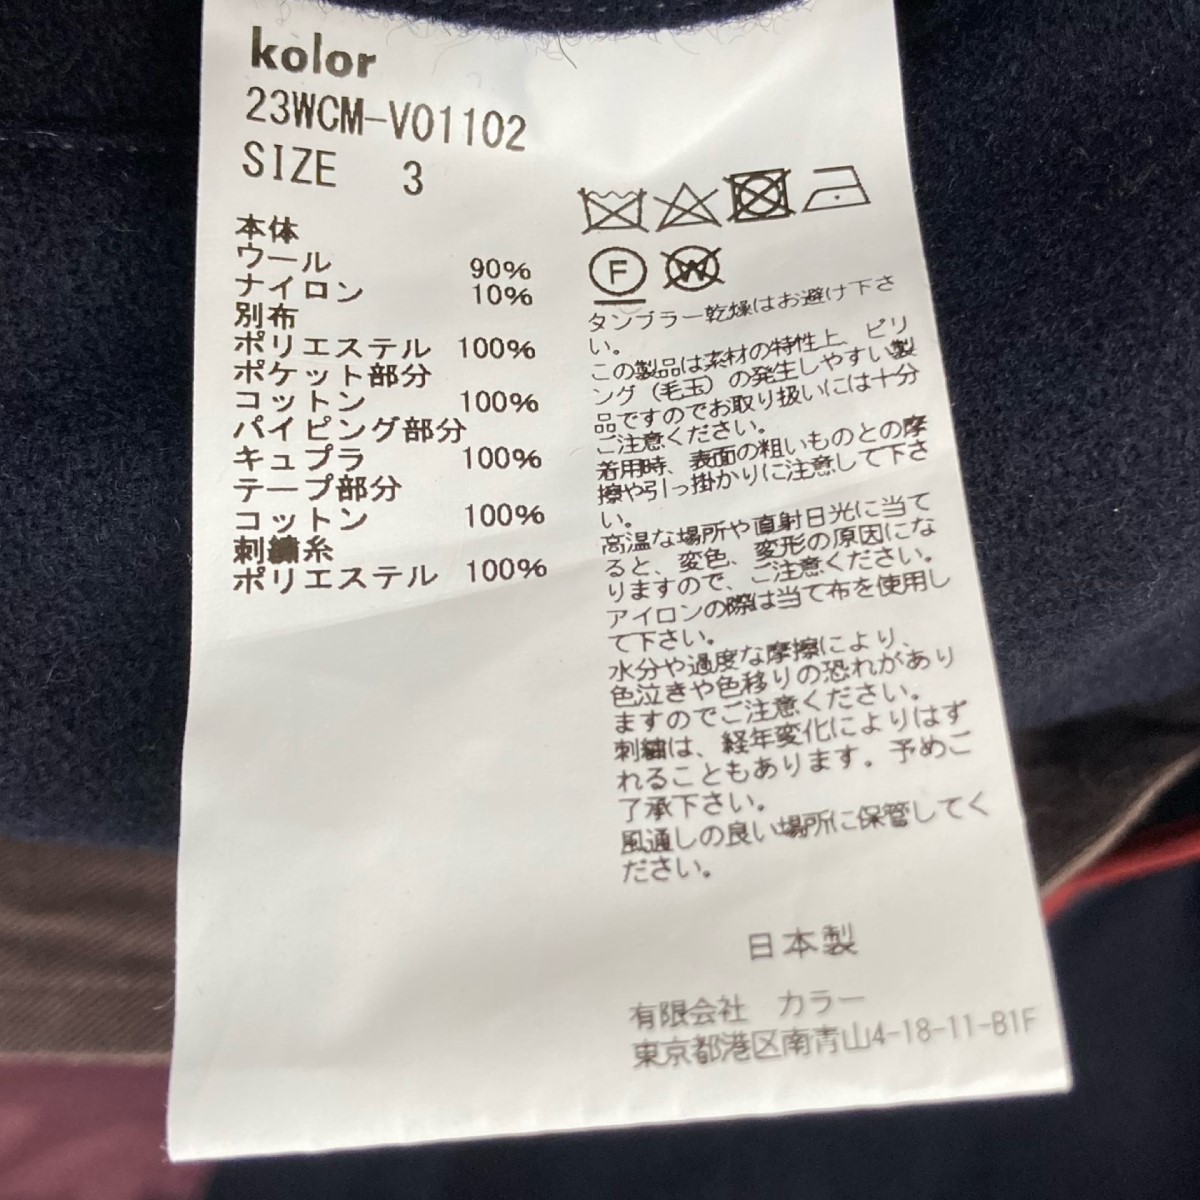 kolor
23WCM-V01102
SIZE 3
本体
ウール 90%
ナイロン 10%
別布
ポリエステル 100%
ポケット部分
コットン 100%
パイピング部分
キュプラ 100%
テープ部分
コットン 100%
刺繍糸
ポリエステル 100%
F
W
タンブラー乾燥はお避け下さ
い。
この製品は素材の特性上、ピリ
ング(毛玉)の発生しやすい製
品ですのでお取り扱いには十分
ご注意ください。
着用時、表面の粗いものとの摩
擦や引っ掛かりに注意して下さ
い。
高温な場所や直射日光に当て
ると、変色、変形の原因にな
りますので、ご注意ください。
アイロンの際は当て布を使用し
て下さい。
水分や過度な摩擦により、
色泣きや色移りの恐れがあり
ますのでご注意ください。
刺繍は、経年変化によりはず
れることもあります。予めご
了承下さい。
風通しの良い場所に保管してく
ださい。
日本製
有限会社 カラー
東京都港区南青山4-18-11-B1F